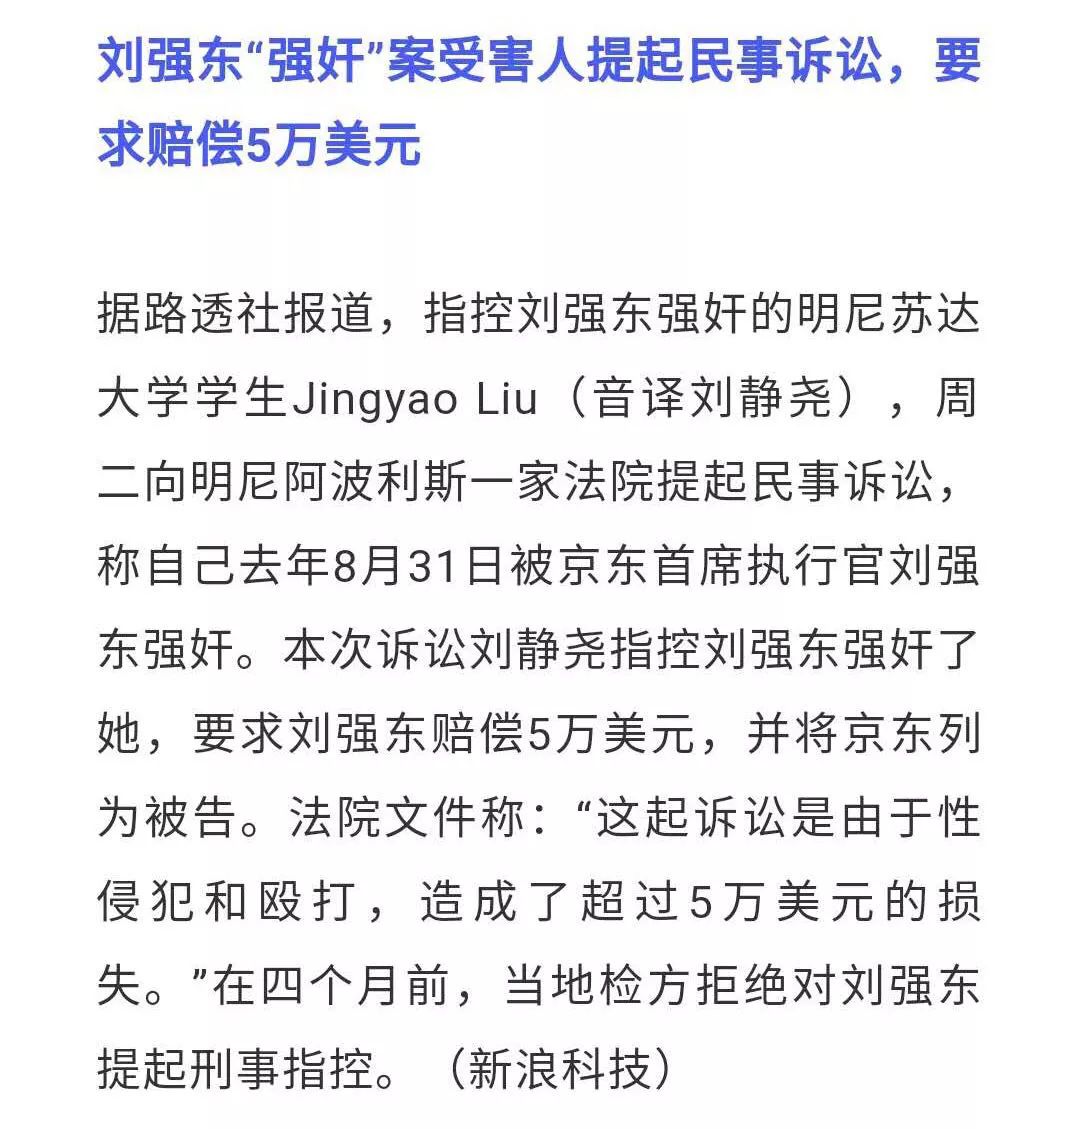 刘强东“强奸”案受害人提起民事诉讼，要
求赔偿5万美元
据路透社报道，指控刘强东强奸的明尼苏达
大学学生Jingyao Liu（音译刘静尧），周
二向明尼阿波利斯一家法院提起民事诉讼，
称自己去年8月31日被京东首席执行官刘强
东强奸。本次诉讼刘静尧指控刘强东强奸了
她，要求刘强东赔偿5万美元，并将京东列
为被告。法院文件称：“这起诉讼是由于性
侵犯和殴打，造成了超过5万美元的损
失。”在四个月前，当地检方拒绝对刘强东
提起刑事指控。（新浪科技）